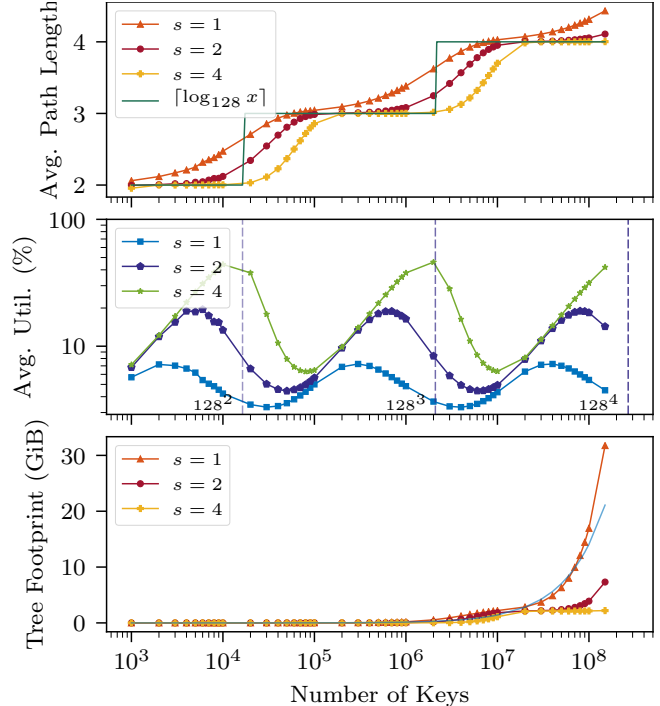 Avg. Path Length
4
3
2
s = 1
s = 2
s = 4
⌈log₁₂₈ x⌉
Avg. Util. (%)
100
10
s = 1
s = 2
s = 4
128²
128³
128⁴
Tree Footprint (GiB)
30
20
10
0
s = 1
s = 2
s = 4
10³
10⁴
10⁵
10⁶
10⁷
10⁸
Number of Keys